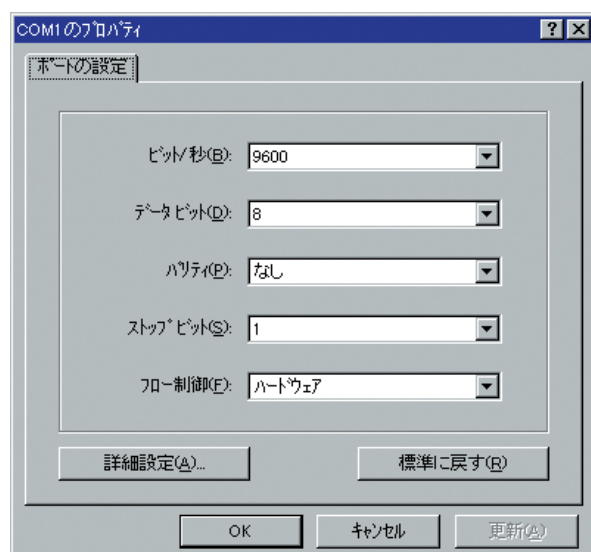 COM1のﾌﾟﾛﾊﾟﾃｨ
ﾎﾟｰﾄの設定
ﾋﾞｯﾄ/秒(B): 9600
ﾃﾞｰﾀ ﾋﾞｯﾄ(D): 8
ﾊﾟﾘﾃｨ(P): なし
ｽﾄｯﾌﾟ ﾋﾞｯﾄ(S): 1
ﾌﾛｰ制御(F): ﾊｰﾄﾞｳｪｱ
詳細設定(A)... 標準に戻す(R)
OK ｷｬﾝｾﾙ 更新(A)